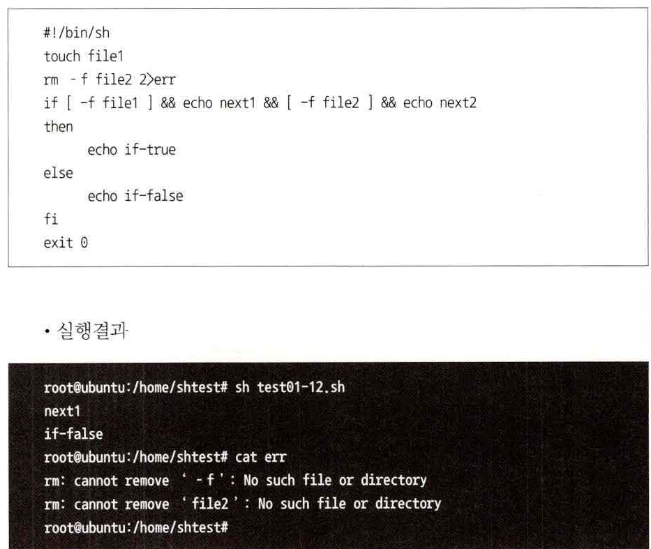 #!/bin/sh
touch file1
rm －f file2 2>err
if [ -f file1 ] && echo next1 && [ -f file2 ] && echo next2
then
echo if-true
else
echo if-false
fi
exit 0
• 실행결과
root@ubuntu:/home/shtest# sh test01-12.sh
next1
if-false
root@ubuntu:/home/shtest# cat err
rm: cannot remove ‘－f’: No such file or directory
rm: cannot remove ‘file2’: No such file or directory
root@ubuntu:/home/shtest#